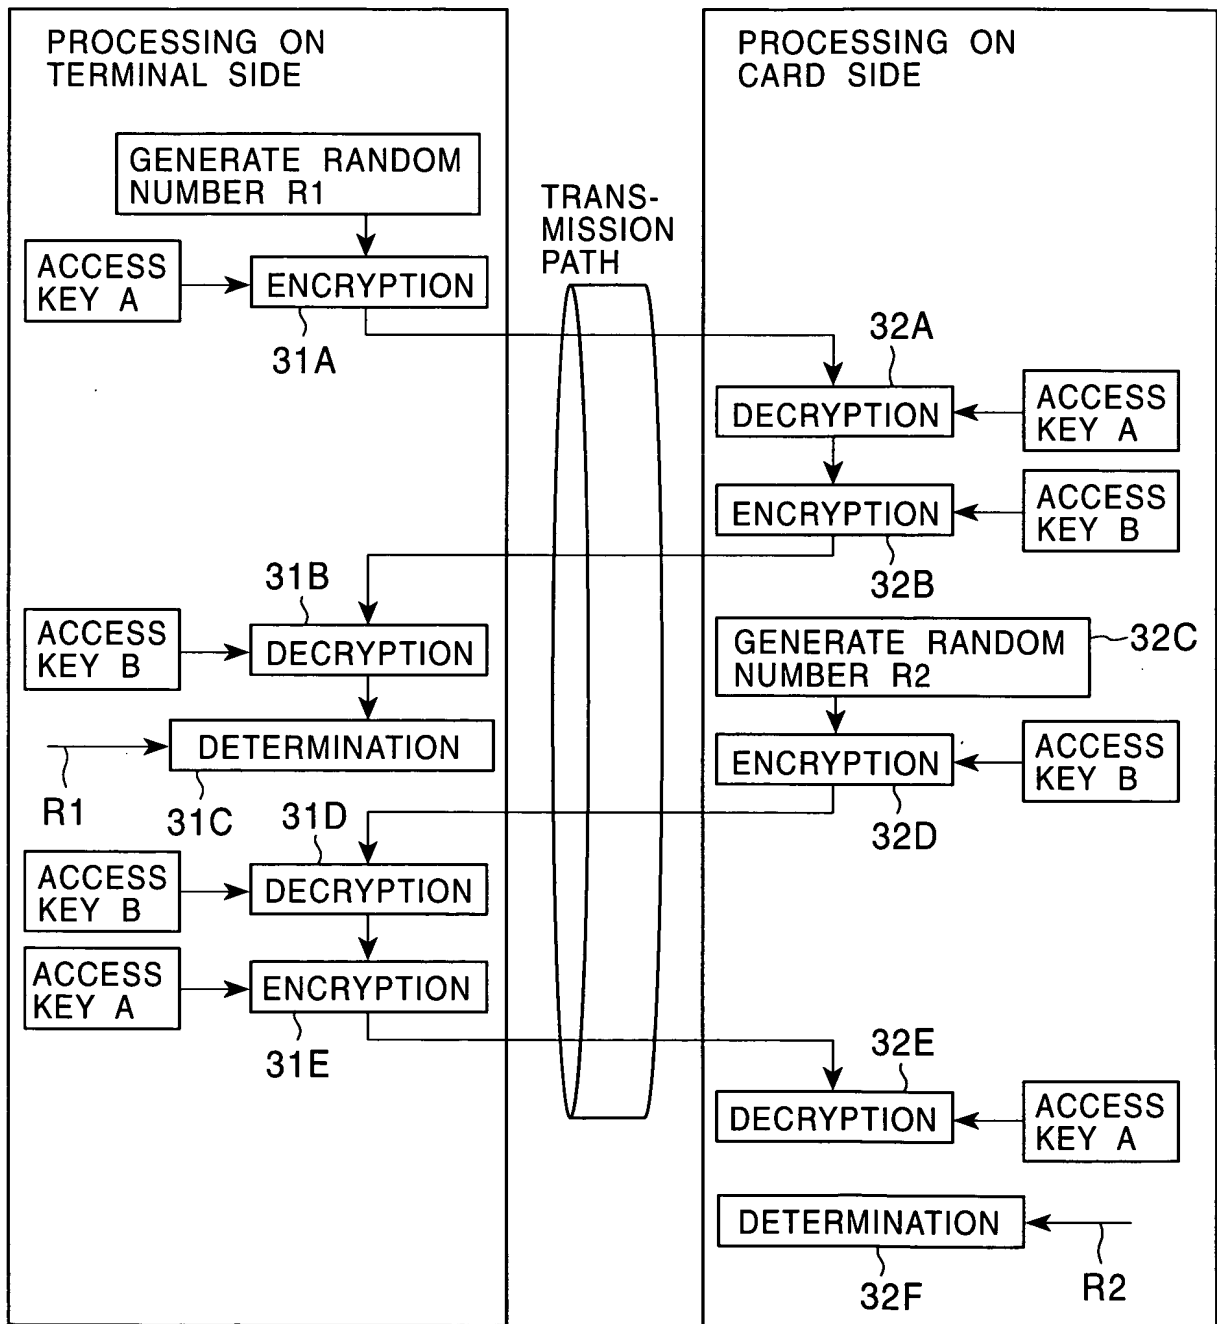 PROCESSING ON
TERMINAL SIDE
PROCESSING ON
CARD SIDE
GENERATE RANDOM
NUMBER R1
TRANS-
MISSION
PATH
ACCESS
KEY A
ENCRYPTION
31A
32A
DECRYPTION
ACCESS
KEY A
ENCRYPTION
ACCESS
KEY B
32B
31B
ACCESS
KEY B
DECRYPTION
GENERATE RANDOM
NUMBER R2
32C
DETERMINATION
R1
31C
ENCRYPTION
ACCESS
KEY B
32D
31D
ACCESS
KEY B
DECRYPTION
ACCESS
KEY A
ENCRYPTION
31E
32E
DECRYPTION
ACCESS
KEY A
DETERMINATION
R2
32F